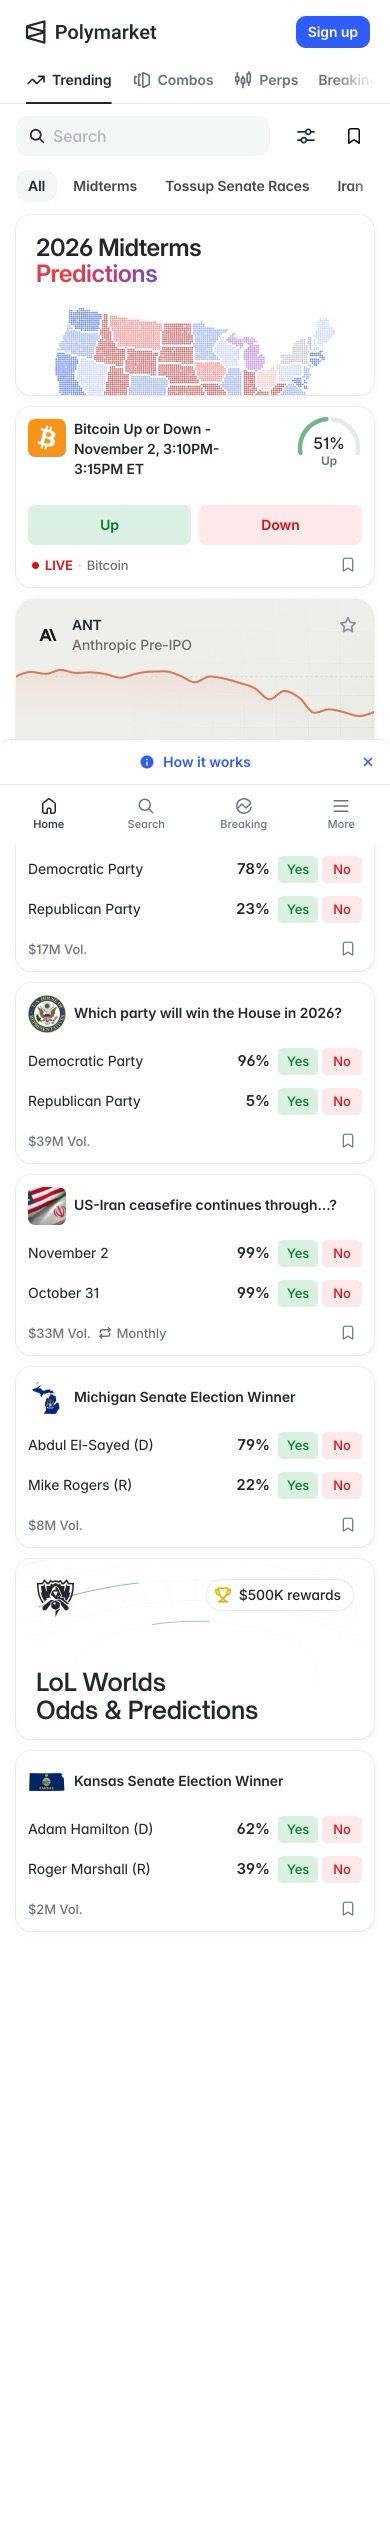 Polymarket
Sign up
Trending
Combos
Perps
Breakin
Search
All
Midterms
Tossup Senate Races
Iran
2026 Midterms
Predictions
Bitcoin Up or Down -
November 2, 3:10PM-
3:15PM ET
51%
Up
Up
Down
LIVE · Bitcoin
ANT
Anthropic Pre-IPO
How it works
Home
Search
Breaking
More
Democratic Party 78% Yes No
Republican Party 23% Yes No
$17M Vol.
Which party will win the House in 2026?
Democratic Party 96% Yes No
Republican Party 5% Yes No
$39M Vol.
US-Iran ceasefire continues through...?
November 2 99% Yes No
October 31 99% Yes No
$33M Vol. Monthly
Michigan Senate Election Winner
Abdul El-Sayed (D) 79% Yes No
Mike Rogers (R) 22% Yes No
$8M Vol.
$500K rewards
LoL Worlds
Odds & Predictions
Kansas Senate Election Winner
Adam Hamilton (D) 62% Yes No
Roger Marshall (R) 39% Yes No
$2M Vol.